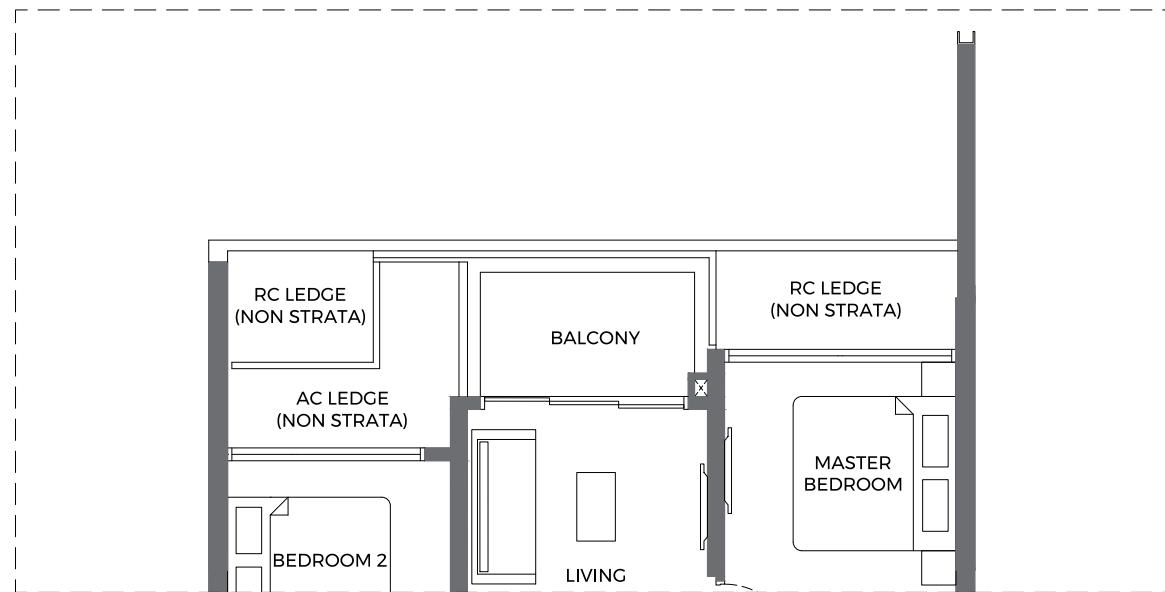 RC LEDGE
(NON STRATA)
RC LEDGE
(NON STRATA)
BALCONY
AC LEDGE
(NON STRATA)
MASTER
BEDROOM
BEDROOM 2
LIVING